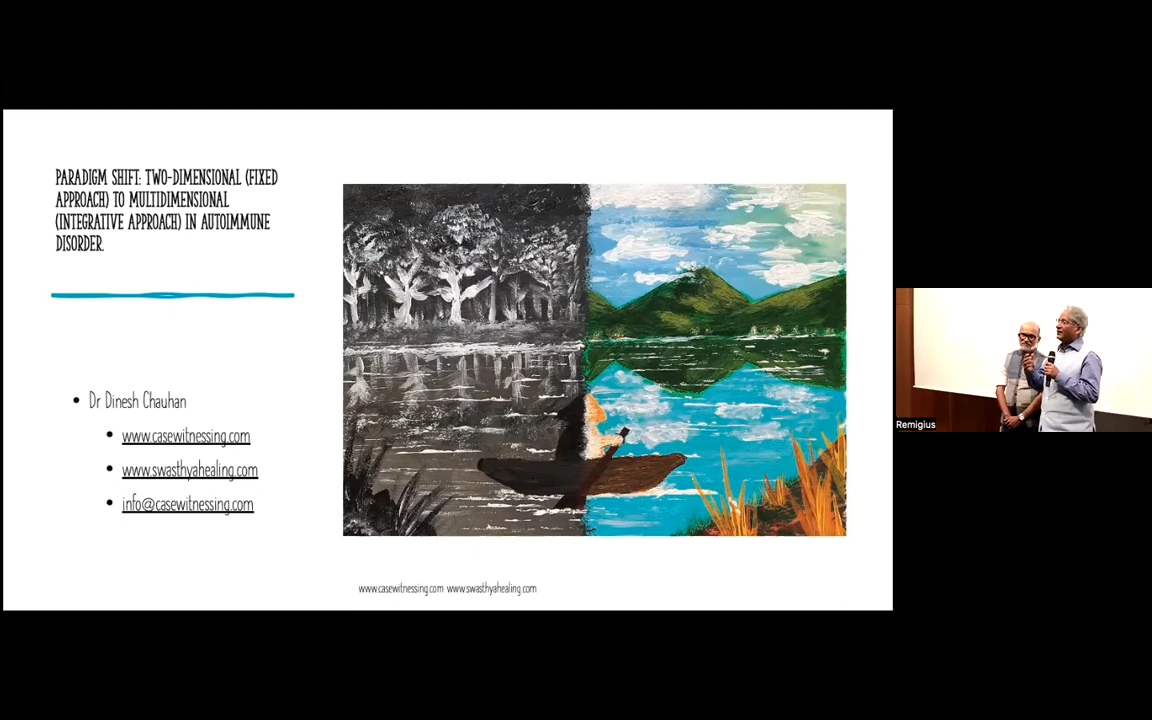 PARADIGM SHIFT: TWO-DIMENSIONAL (FIXED
APPROACH) TO MULTIDIMENSIONAL
(INTEGRATIVE APPROACH) IN AUTOIMMUNE
DISORDER.
• Dr Dinesh Chauhan
• www.casewitnessing.com
• www.swasthyahealing.com
• info@casewitnessing.com
www.casewitnessing.com www.swasthyahealing.com
Remigius